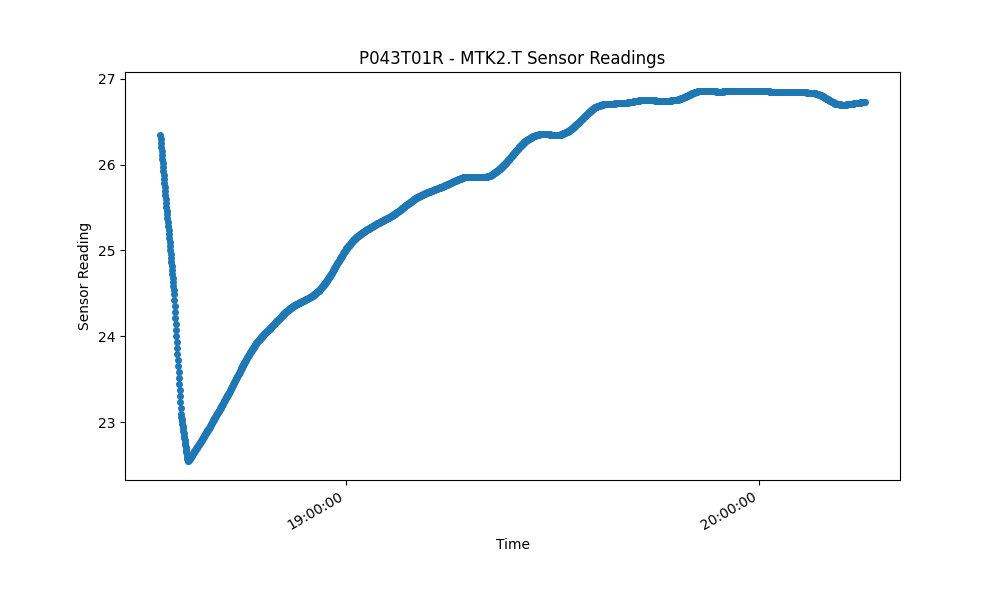 P043T01R - MTK2.T Sensor Readings
27
26
25
24
23
Sensor Reading
19:00:00
20:00:00
Time